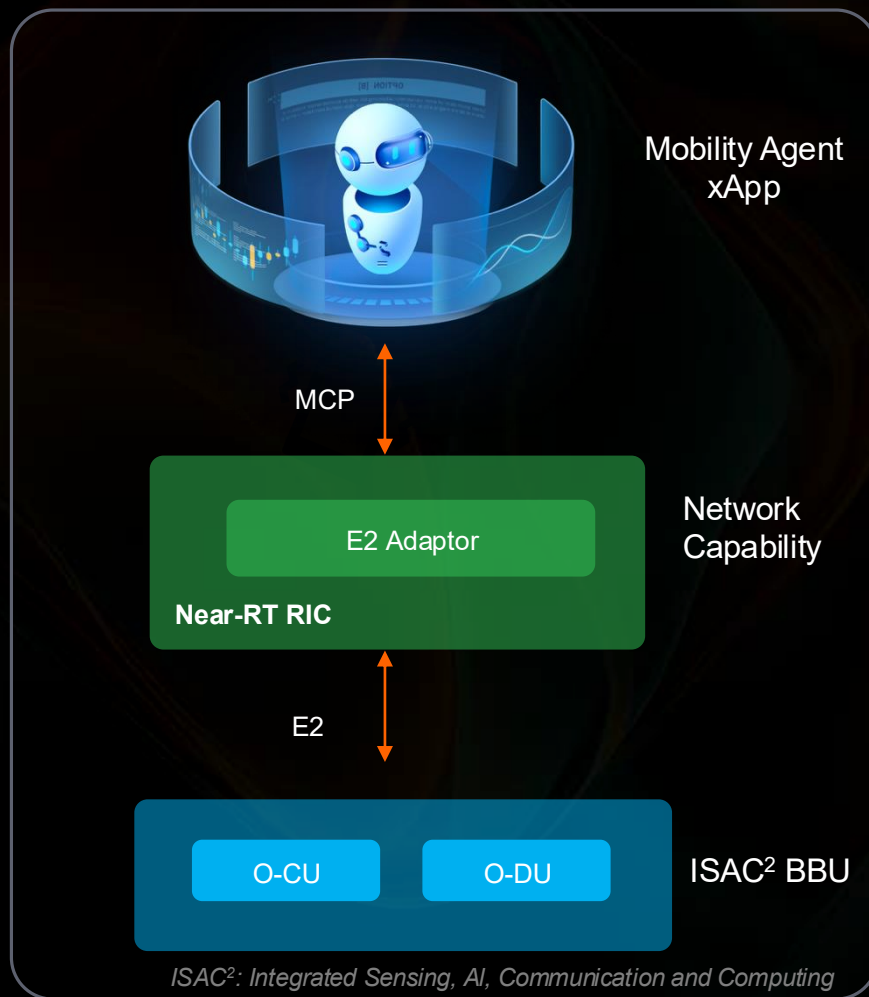 OPTION [B]
Mobility Agent
xApp
MCP
E2 Adaptor
Network
Capability
Near-RT RIC
E2
O-CU
O-DU
ISAC² BBU
ISAC²: Integrated Sensing, AI, Communication and Computing